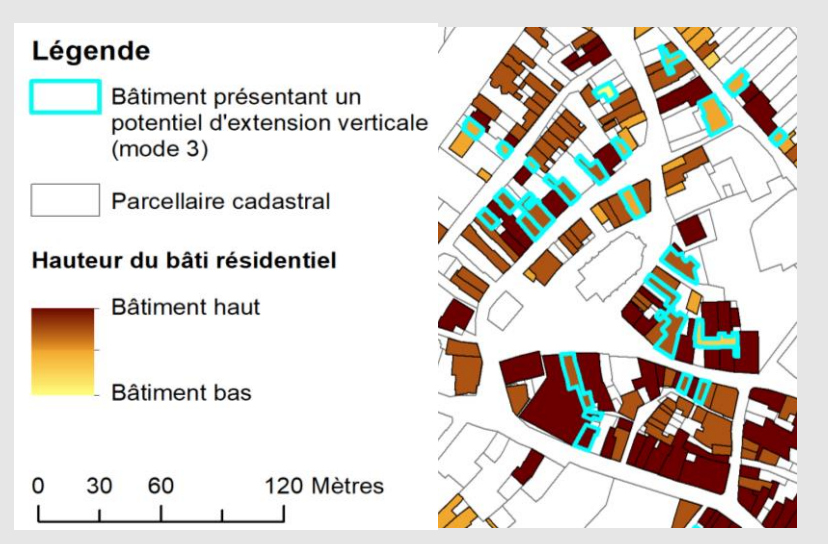 Légende
Bâtiment présentant un
potentiel d'extension verticale
(mode 3)
Parcellaire cadastral
Hauteur du bâti résidentiel
Bâtiment haut
Bâtiment bas
0 30 60 120 Mètres